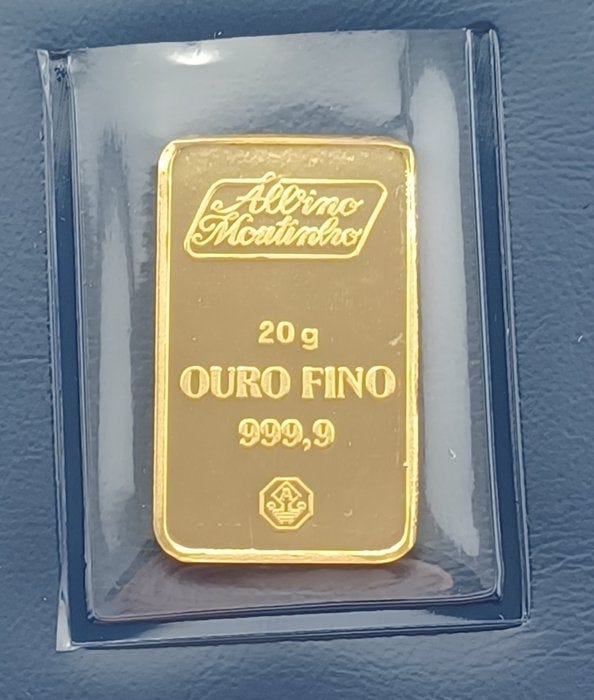 Albino
Moutinho
20 g
OURO FINO
999,9
A